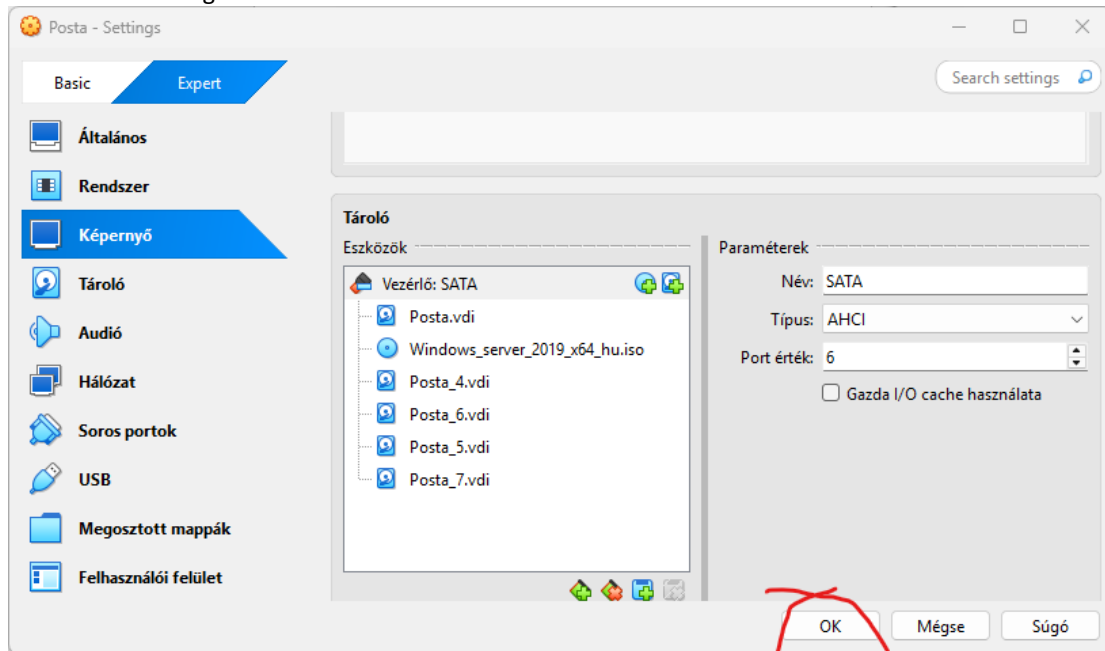 Posta - Settings
Basic
Expert
Search settings
Általános
Rendszer
Képernyő
Tároló
Audió
Hálózat
Soros portok
USB
Megosztott mappák
Felhasználói felület
Tároló
Eszközök
Vezérlő: SATA
Posta.vdi
Windows_server_2019_x64_hu.iso
Posta_4.vdi
Posta_6.vdi
Posta_5.vdi
Posta_7.vdi
Paraméterek
Név: SATA
Típus: AHCI
Port érték: 6
Gazda I/O cache használata
OK
Mégse
Súgó